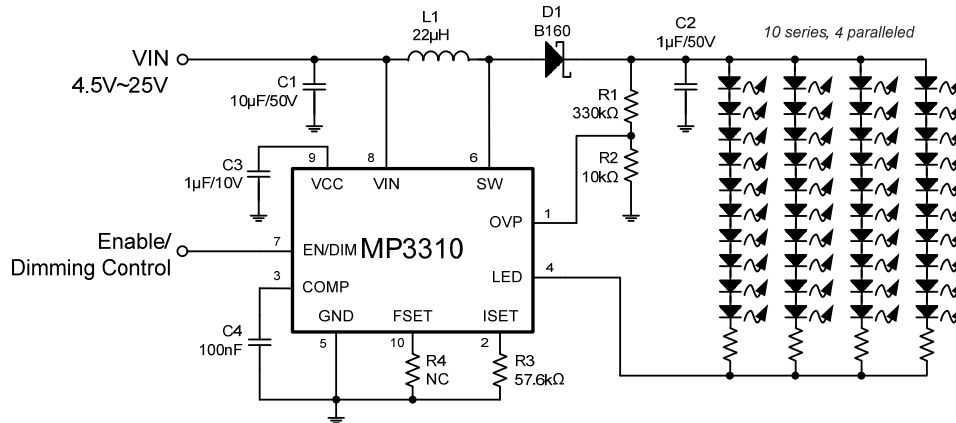 L1
22µH
D1
B160
C2
1µF/50V
10 series, 4 paralleled
VIN
4.5V~25V
C1
10µF/50V
R1
330kΩ
R2
10kΩ
C3
1µF/10V
9
8
6
VCC
VIN
SW
OVP
1
Enable/
Dimming Control
7
EN/DIM
MP3310
3
COMP
LED
4
GND
FSET
ISET
5
10
2
C4
100nF
R4
NC
R3
57.6kΩ